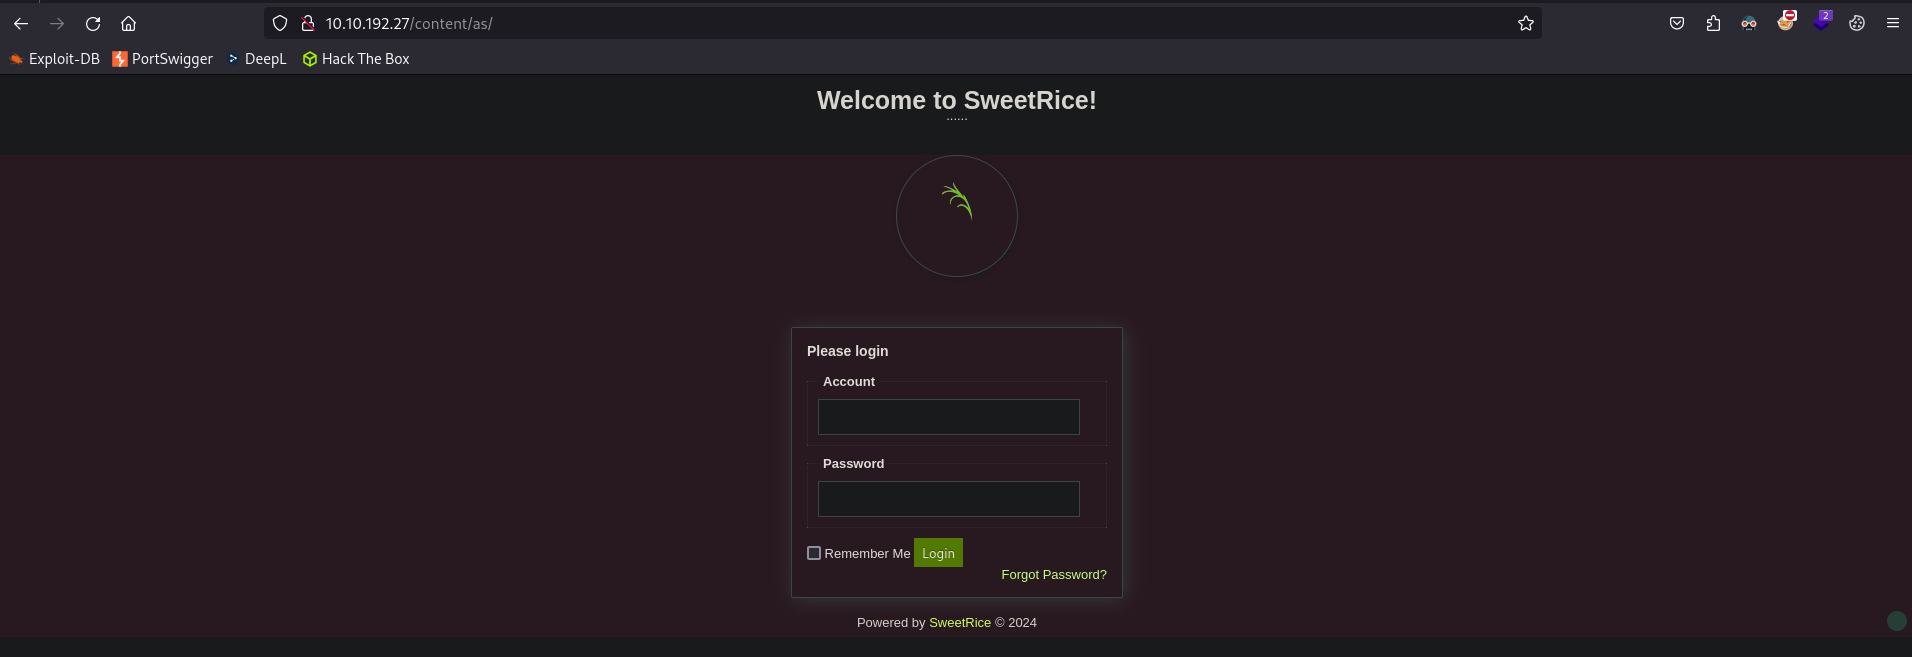 10.10.192.27/content/as/
2
Exploit-DB PortSwigger DeepL Hack The Box
Welcome to SweetRice!
......
Please login
Account
Password
Remember Me Login
Forgot Password?
Powered by SweetRice © 2024